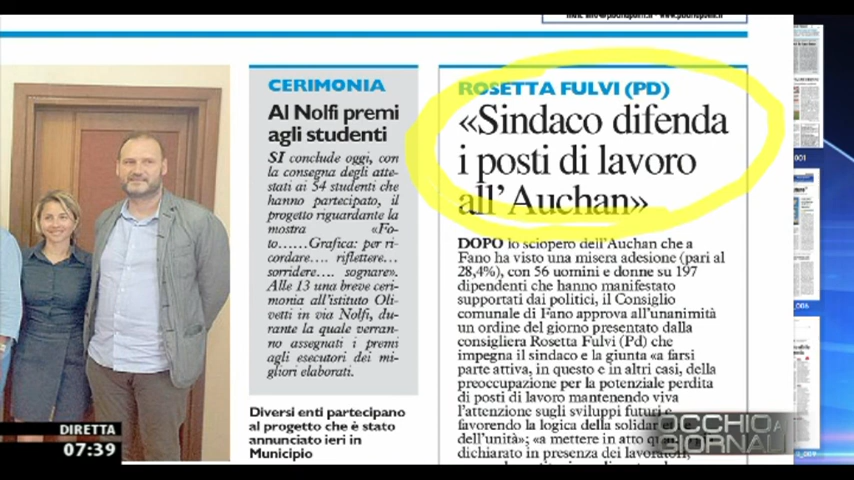 CERIMONIA
Al Nolfi premi
agli studenti
SI conclude oggi, con
la consegna degli atte-
stati ai 54 studenti che
hanno partecipato, il
progetto riguardante la
mostra «Fo-
to……Grafica: per ri-
cordare…. riflettere…
sorridere…. sognare».
Alle 13 una breve ceri-
monia all'istituto Oli-
vetti in via Nolfi, du-
rante la quale verran-
no assegnati i premi
agli esecutori dei mi-
gliori elaborati.
Diversi enti partecipano
al progetto che è stato
annunciato ieri in
Municipio
ROSETTA FULVI (PD)
«Sindaco difenda
i posti di lavoro
all'Auchan»
DOPO lo sciopero dell'Auchan che a
Fano ha visto una misera adesione (pari al
28,4%), con 56 uomini e donne su 197
dipendenti che hanno manifestato
supportati dai politici, il Consiglio
comunale di Fano approva all'unanimità
un ordine del giorno presentato dalla
consigliera Rosetta Fulvi (Pd) che
impegna il sindaco e la giunta «a farsi
parte attiva, in questo e in altri casi, della
preoccupazione per la potenziale perdita
di posti di lavoro mantenendo viva
l'attenzione sugli sviluppi futuri e
favorendo la logica della solidar
dell'unità»; «a mettere in atto
dichiarato in presenza dei lavoratori,
OCCHIO AI
GIORNALI
DIRETTA
07:39
001
_006
_009